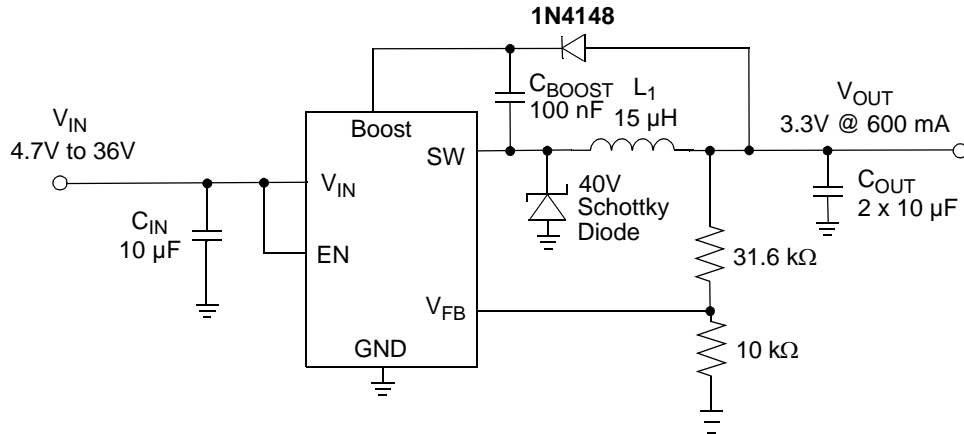 1N4148
C_BOOST
100 nF
L_1
15 µH
V_OUT
3.3V @ 600 mA
V_IN
4.7V to 36V
Boost
SW
V_IN
C_IN
10 µF
EN
40V
Schottky
Diode
C_OUT
2 x 10 µF
31.6 kΩ
V_FB
10 kΩ
GND